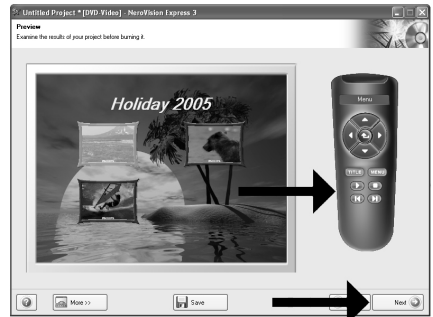 Untitled Project * [DVD-Video] - NeroVision Express 3
Preview
Examine the results of your project before burning it.
Holiday 2005
Menu
TITLE MENU
More >>
Save
Next